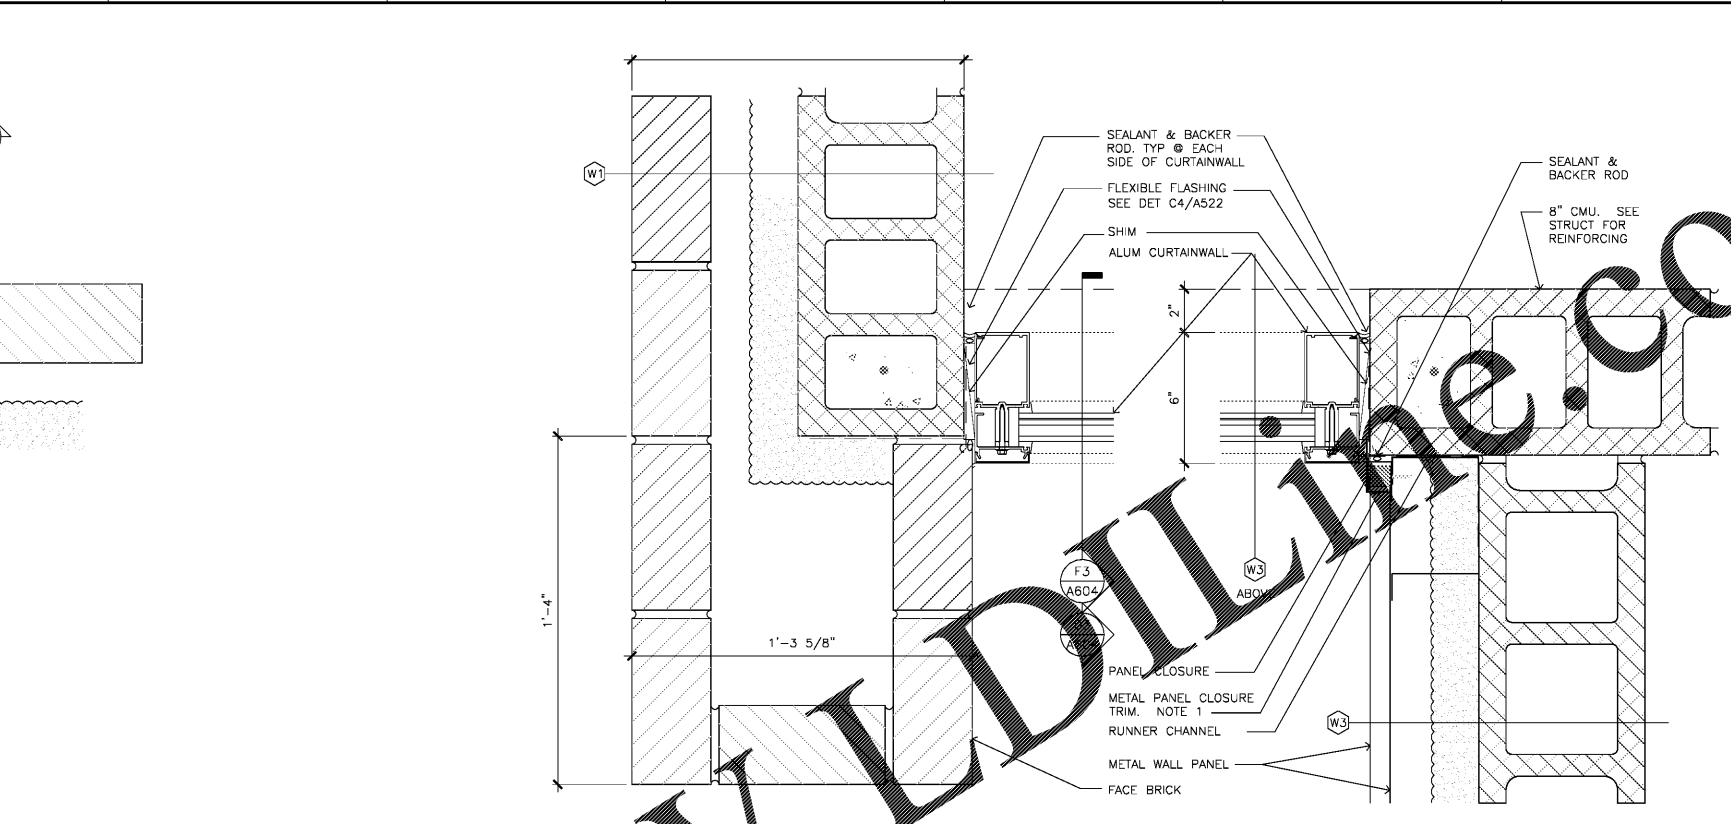 SEALANT & BACKER
ROD. TYP @ EACH
SIDE OF CURTAINWALL
SEALANT &
BACKER ROD
W1
FLEXIBLE FLASHING
SEE DET C4/A522
8" CMU. SEE
STRUCT FOR
REINFORCING
SHIM
ALUM CURTAINWALL
2"
6"
F3
A604
W3
ABOVE
1'-4"
1'-3 5/8"
PANEL CLOSURE
METAL PANEL CLOSURE
TRIM. NOTE 1
W3
RUNNER CHANNEL
METAL WALL PANEL
FACE BRICK
LDILine.co